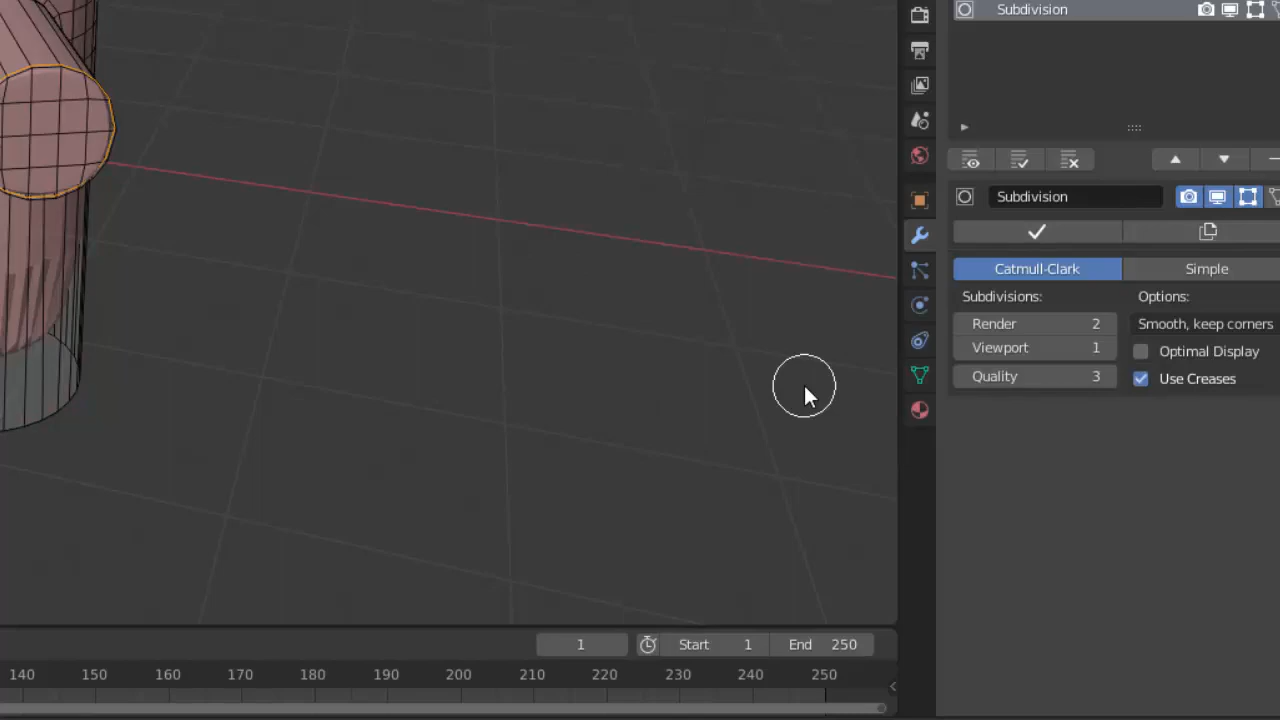 Subdivision
Subdivision
Catmull-Clark Simple
Subdivisions: Options:
Render 2 Smooth, keep corners
Viewport 1 Optimal Display
Quality 3 Use Creases
1 Start 1 End 250
140 150 160 170 180 190 200 210 220 230 240 250